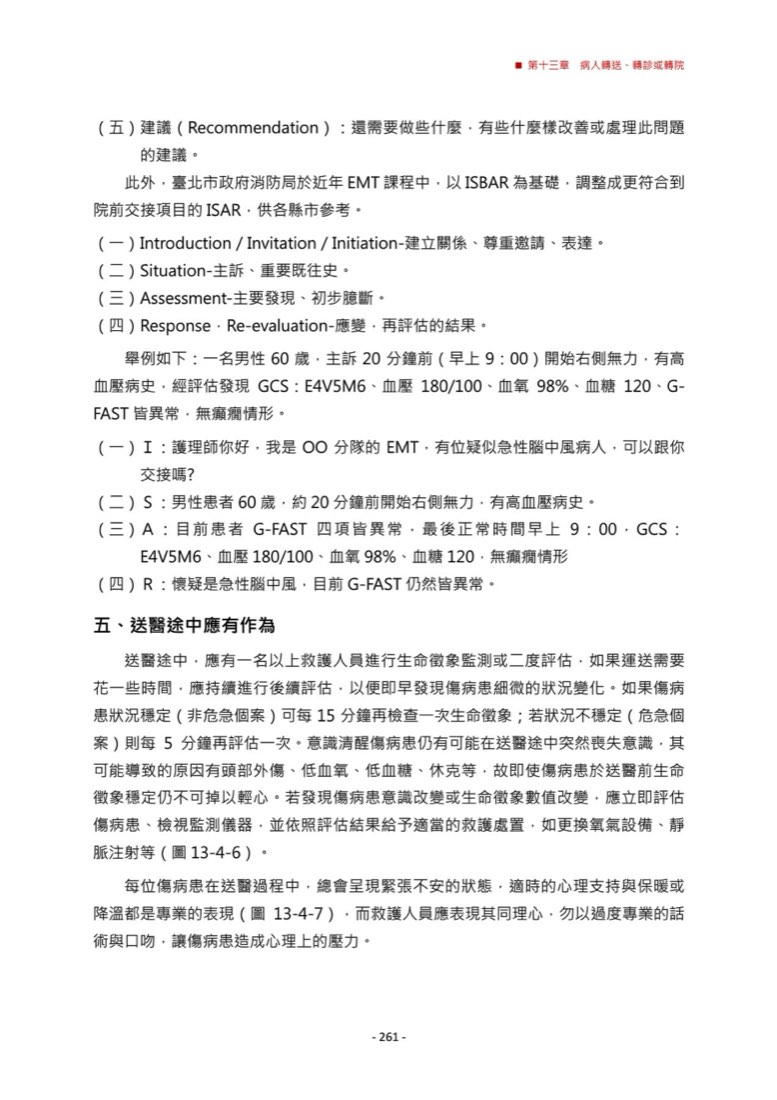 ■ 第十三章　病人轉送、轉診或轉院
（五）建議（Recommendation）：還需要做些什麼，有些什麼樣改善或處理此問題
的建議。
此外，臺北市政府消防局於近年 EMT 課程中，以 ISBAR 為基礎，調整成更符合到
院前交接項目的 ISAR，供各縣市參考。
（一）Introduction / Invitation / Initiation-建立關係、尊重邀請、表達。
（二）Situation-主訴、重要既往史。
（三）Assessment-主要發現、初步臆斷。
（四）Response，Re-evaluation-應變，再評估的結果。
舉例如下：一名男性 60 歲，主訴 20 分鐘前（早上 9：00）開始右側無力，有高
血壓病史，經評估發現 GCS：E4V5M6、血壓 180/100、血氧 98%、血糖 120、G-
FAST 皆異常，無癲癇情形。
（一）I：護理師你好，我是 OO 分隊的 EMT，有位疑似急性腦中風病人，可以跟你
交接嗎?
（二）S：男性患者 60 歲，約 20 分鐘前開始右側無力，有高血壓病史。
（三）A：目前患者 G-FAST 四項皆異常，最後正常時間早上 9：00，GCS：
E4V5M6、血壓 180/100、血氧 98%、血糖 120，無癲癇情形
（四）R：懷疑是急性腦中風，目前 G-FAST 仍然皆異常。
五、送醫途中應有作為
送醫途中，應有一名以上救護人員進行生命徵象監測或二度評估，如果運送需要
花一些時間，應持續進行後續評估，以便即早發現傷病患細微的狀況變化。如果傷病
患狀況穩定（非危急個案）可每 15 分鐘再檢查一次生命徵象；若狀況不穩定（危急個
案）則每 5 分鐘再評估一次。意識清醒傷病患仍有可能在送醫途中突然喪失意識，其
可能導致的原因有頭部外傷、低血氧、低血糖、休克等，故即使傷病患於送醫前生命
徵象穩定仍不可掉以輕心。若發現傷病患意識改變或生命徵象數值改變，應立即評估
傷病患、檢視監測儀器，並依照評估結果給予適當的救護處置，如更換氧氣設備、靜
脈注射等（圖 13-4-6）。
每位傷病患在送醫過程中，總會呈現緊張不安的狀態，適時的心理支持與保暖或
降溫都是專業的表現（圖 13-4-7），而救護人員應表現其同理心，勿以過度專業的話
術與口吻，讓傷病患造成心理上的壓力。
- 261 -